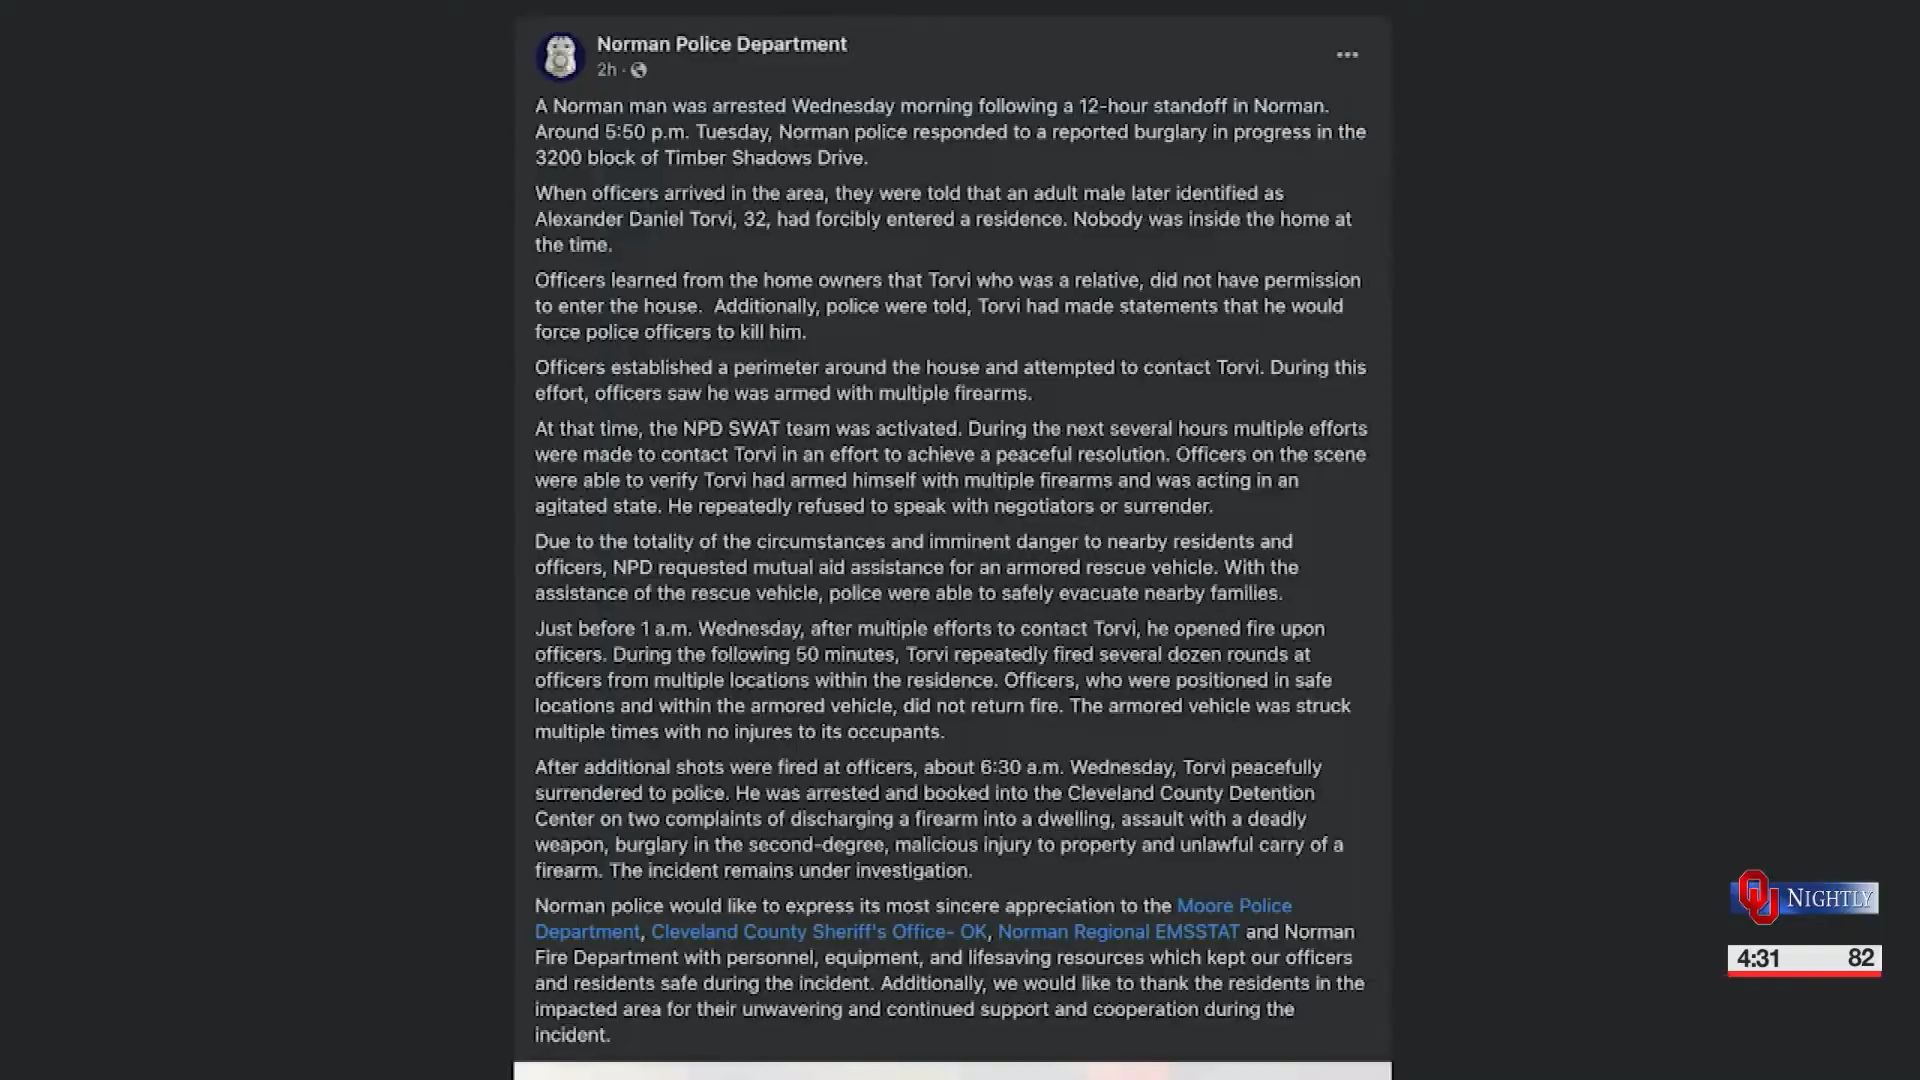 Norman Police Department
2h ·
A Norman man was arrested Wednesday morning following a 12-hour standoff in Norman.
Around 5:50 p.m. Tuesday, Norman police responded to a reported burglary in progress in the
3200 block of Timber Shadows Drive.
When officers arrived in the area, they were told that an adult male later identified as
Alexander Daniel Torvi, 32, had forcibly entered a residence. Nobody was inside the home at
the time.
Officers learned from the home owners that Torvi who was a relative, did not have permission
to enter the house.  Additionally, police were told, Torvi had made statements that he would
force police officers to kill him.
Officers established a perimeter around the house and attempted to contact Torvi. During this
effort, officers saw he was armed with multiple firearms.
At that time, the NPD SWAT team was activated. During the next several hours multiple efforts
were made to contact Torvi in an effort to achieve a peaceful resolution. Officers on the scene
were able to verify Torvi had armed himself with multiple firearms and was acting in an
agitated state. He repeatedly refused to speak with negotiators or surrender.
Due to the totality of the circumstances and imminent danger to nearby residents and
officers, NPD requested mutual aid assistance for an armored rescue vehicle. With the
assistance of the rescue vehicle, police were able to safely evacuate nearby families.
Just before 1 a.m. Wednesday, after multiple efforts to contact Torvi, he opened fire upon
officers. During the following 50 minutes, Torvi repeatedly fired several dozen rounds at
officers from multiple locations within the residence. Officers, who were positioned in safe
locations and within the armored vehicle, did not return fire. The armored vehicle was struck
multiple times with no injures to its occupants.
After additional shots were fired at officers, about 6:30 a.m. Wednesday, Torvi peacefully
surrendered to police. He was arrested and booked into the Cleveland County Detention
Center on two complaints of discharging a firearm into a dwelling, assault with a deadly
weapon, burglary in the second-degree, malicious injury to property and unlawful carry of a
firearm. The incident remains under investigation.
Norman police would like to express its most sincere appreciation to the Moore Police
Department, Cleveland County Sheriff's Office- OK, Norman Regional EMSSTAT and Norman
Fire Department with personnel, equipment, and lifesaving resources which kept our officers
and residents safe during the incident. Additionally, we would like to thank the residents in the
impacted area for their unwavering and continued support and cooperation during the
incident.
OU NIGHTLY
4:31 82